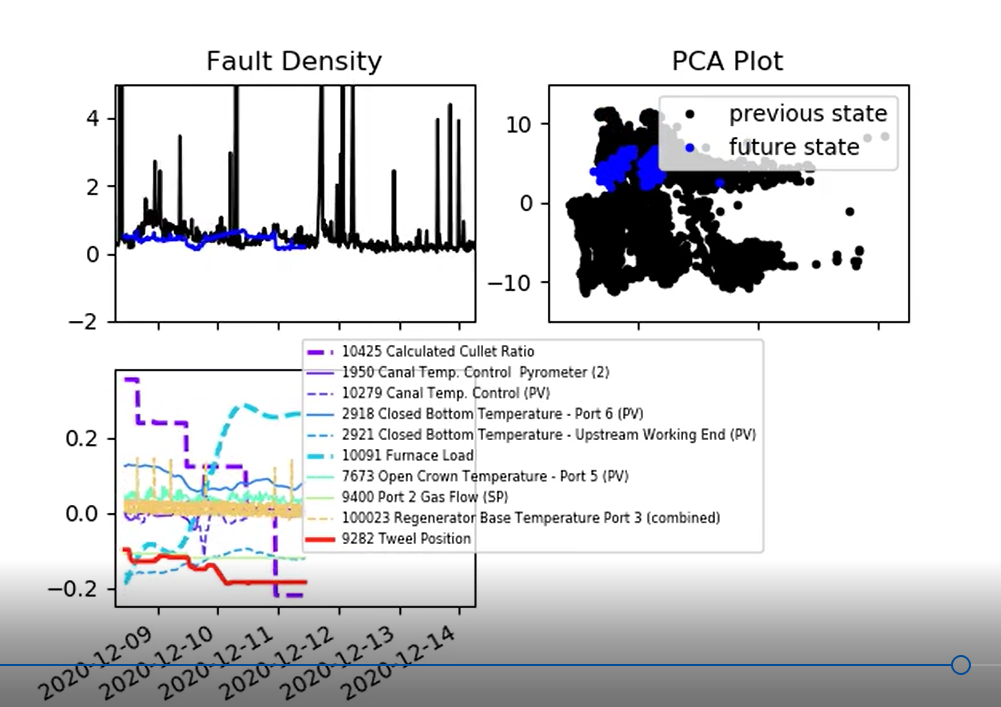 Fault Density
4
2
0
−2
PCA Plot
previous state
future state
10
0
−10
10425 Calculated Cullet Ratio
1950 Canal Temp. Control  Pyrometer (2)
10279 Canal Temp. Control (PV)
2918 Closed Bottom Temperature - Port 6 (PV)
2921 Closed Bottom Temperature - Upstream Working End (PV)
10091 Furnace Load
7673 Open Crown Temperature - Port 5 (PV)
9400 Port 2 Gas Flow (SP)
100023 Regenerator Base Temperature Port 3 (combined)
9282 Tweel Position
0.2
0.0
−0.2
2020-12-09
2020-12-10
2020-12-11
2020-12-12
2020-12-13
2020-12-14